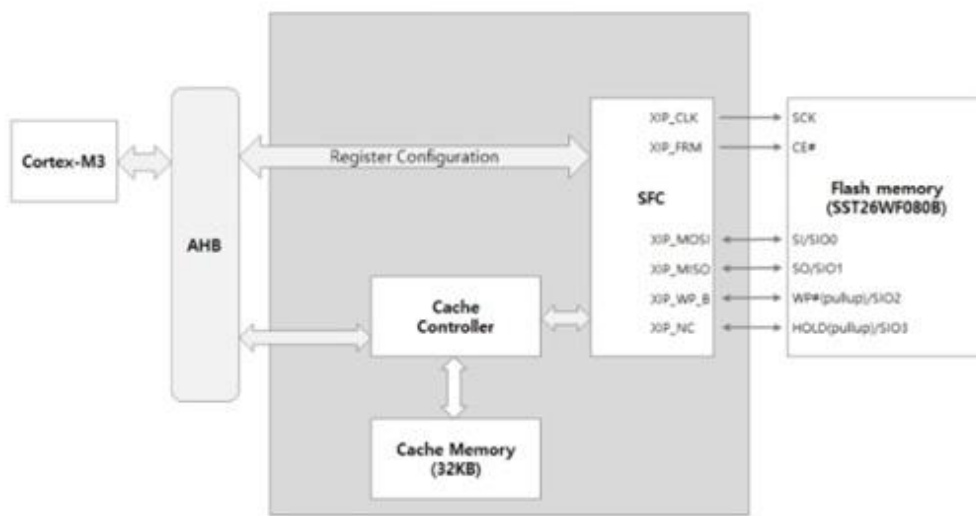 Cortex-M3
AHB
Register Configuration
Cache
Controller
Cache Memory
(32KB)
SFC
XIP_CLK
XIP_FRM
XIP_MOSI
XIP_MISO
XIP_WP_B
XIP_NC
SCK
CE#
Flash memory
(SST26WF080B)
SI/SIO0
SO/SIO1
WP#(pullup)/SIO2
HOLD(pullup)/SIO3